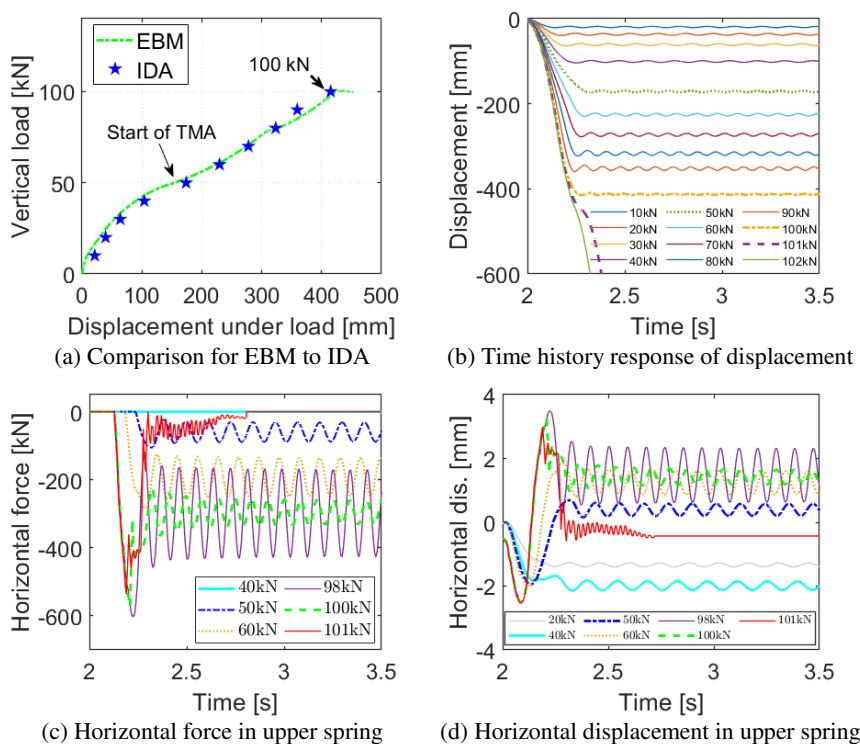 EBM
IDA
100 kN
Start of TMA
Vertical load [kN]
100
50
0
0 100 200 300 400 500
Displacement under load [mm]
(a) Comparison for EBM to IDA
Displacement [mm]
0
-200
-400
-600
10kN 50kN 90kN
20kN 60kN 100kN
30kN 70kN 101kN
40kN 80kN 102kN
2 2.5 3 3.5
Time [s]
(b) Time history response of displacement
Horizontal force [kN]
0
-200
-400
-600
40kN 98kN
50kN 100kN
60kN 101kN
2 2.5 3 3.5
Time [s]
(c) Horizontal force in upper spring
Horizontal dis. [mm]
4
2
0
-2
-4
20kN 50kN 98kN 101kN
40kN 60kN 100kN
2 2.5 3 3.5
Time [s]
(d) Horizontal displacement in upper spring